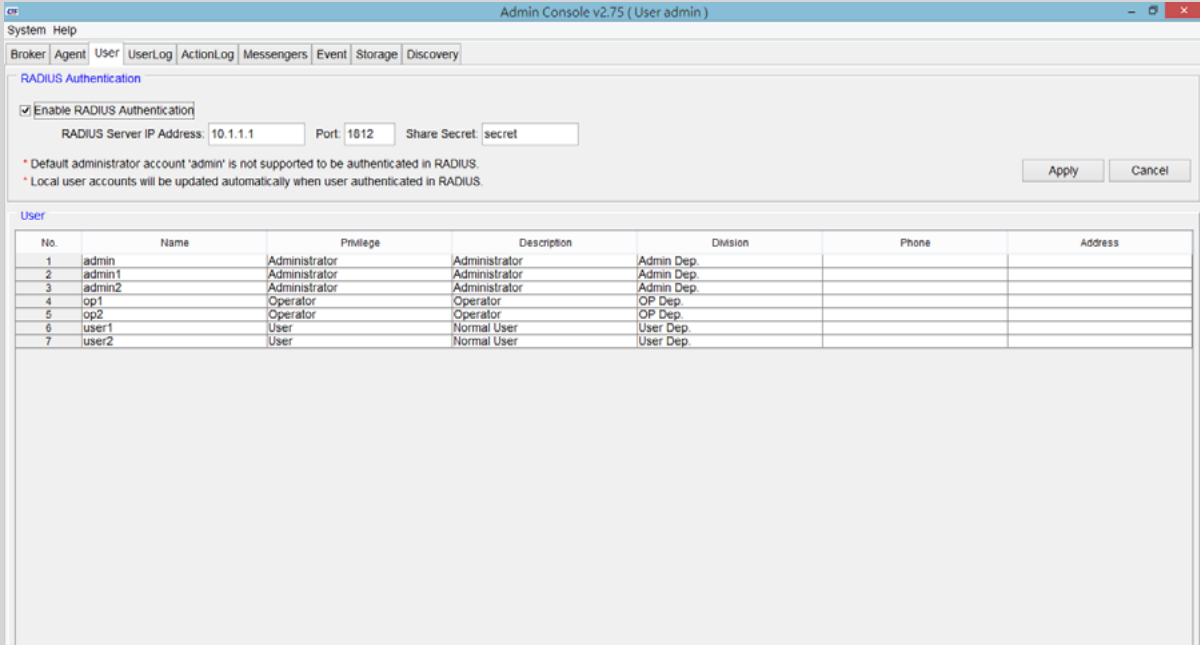 CTF
Admin Console v2.75 ( User admin )
System Help
Broker Agent User UserLog ActionLog Messengers Event Storage Discovery
RADIUS Authentication
Enable RADIUS Authentication
RADIUS Server IP Address: 10.1.1.1 Port: 1812 Share Secret: secret
* Default administrator account 'admin' is not supported to be authenticated in RADIUS.
* Local user accounts will be updated automatically when user authenticated in RADIUS.
Apply Cancel
User
No. Name Privilege Description Division Phone Address
1 admin Administrator Administrator Admin Dep.
2 admin1 Administrator Administrator Admin Dep.
3 admin2 Administrator Administrator Admin Dep.
4 op1 Operator Operator OP Dep.
5 op2 Operator Operator OP Dep.
6 user1 User Normal User User Dep.
7 user2 User Normal User User Dep.